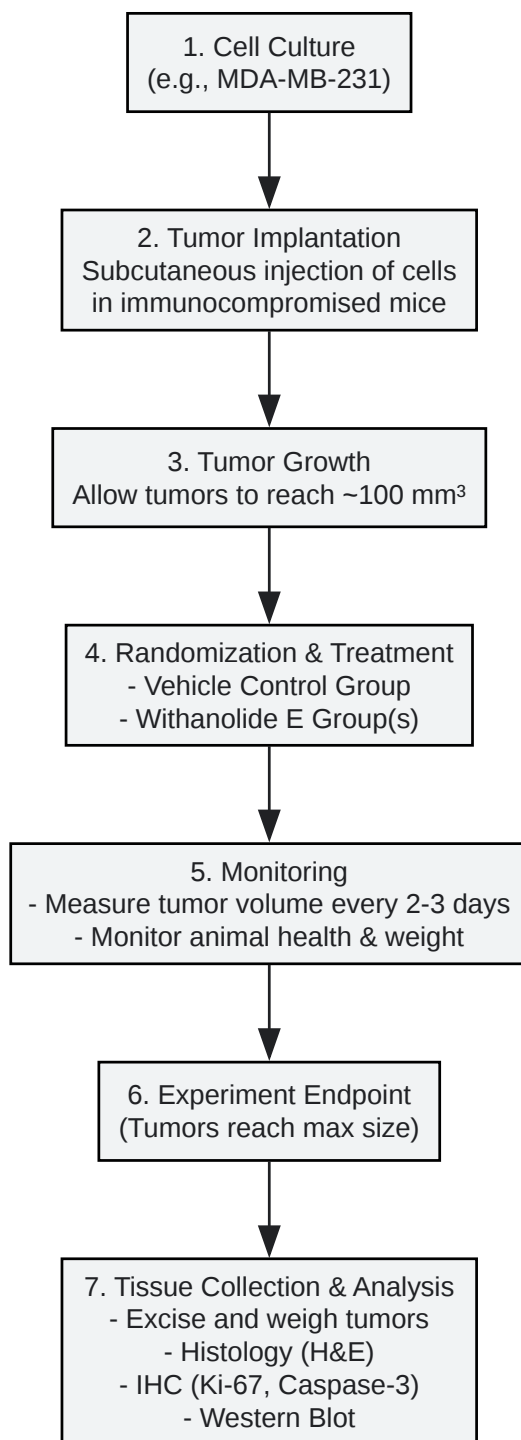 1. Cell Culture
(e.g., MDA-MB-231)
2. Tumor Implantation
Subcutaneous injection of cells
in immunocompromised mice
3. Tumor Growth
Allow tumors to reach ~100 mm³
4. Randomization & Treatment
- Vehicle Control Group
- Withanolide E Group(s)
5. Monitoring
- Measure tumor volume every 2-3 days
- Monitor animal health & weight
6. Experiment Endpoint
(Tumors reach max size)
7. Tissue Collection & Analysis
- Excise and weigh tumors
- Histology (H&E)
- IHC (Ki-67, Caspase-3)
- Western Blot